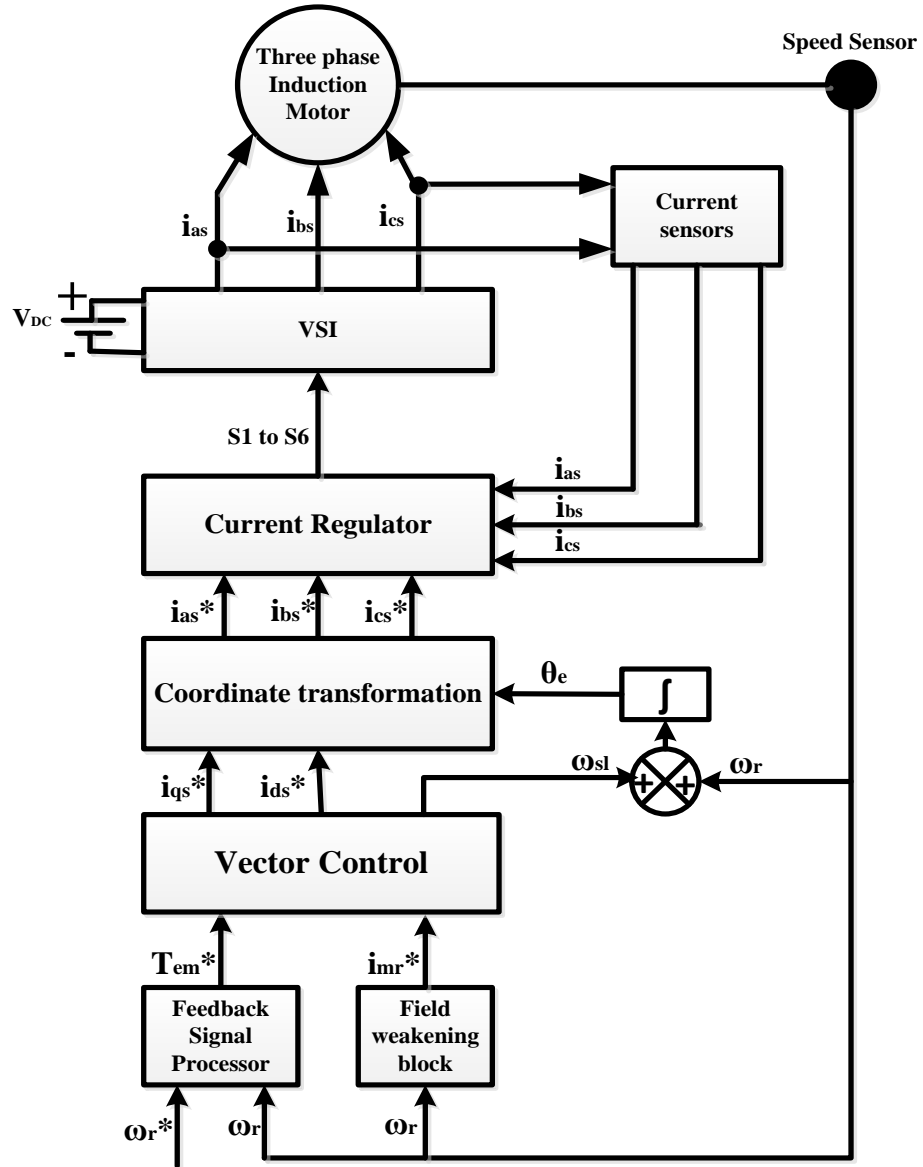 Speed Sensor
Three phase
Induction
Motor
ias
ibs
ics
Current
sensors
+
VDC
-
VSI
S1 to S6
ias
ibs
ics
Current Regulator
ias*
ibs*
ics*
Coordinate transformation
θe
∫
ωsl
+
+
ωr
iqs*
ids*
Vector Control
Tem*
imr*
Feedback
Signal
Processor
Field
weakening
block
ωr*
ωr
ωr